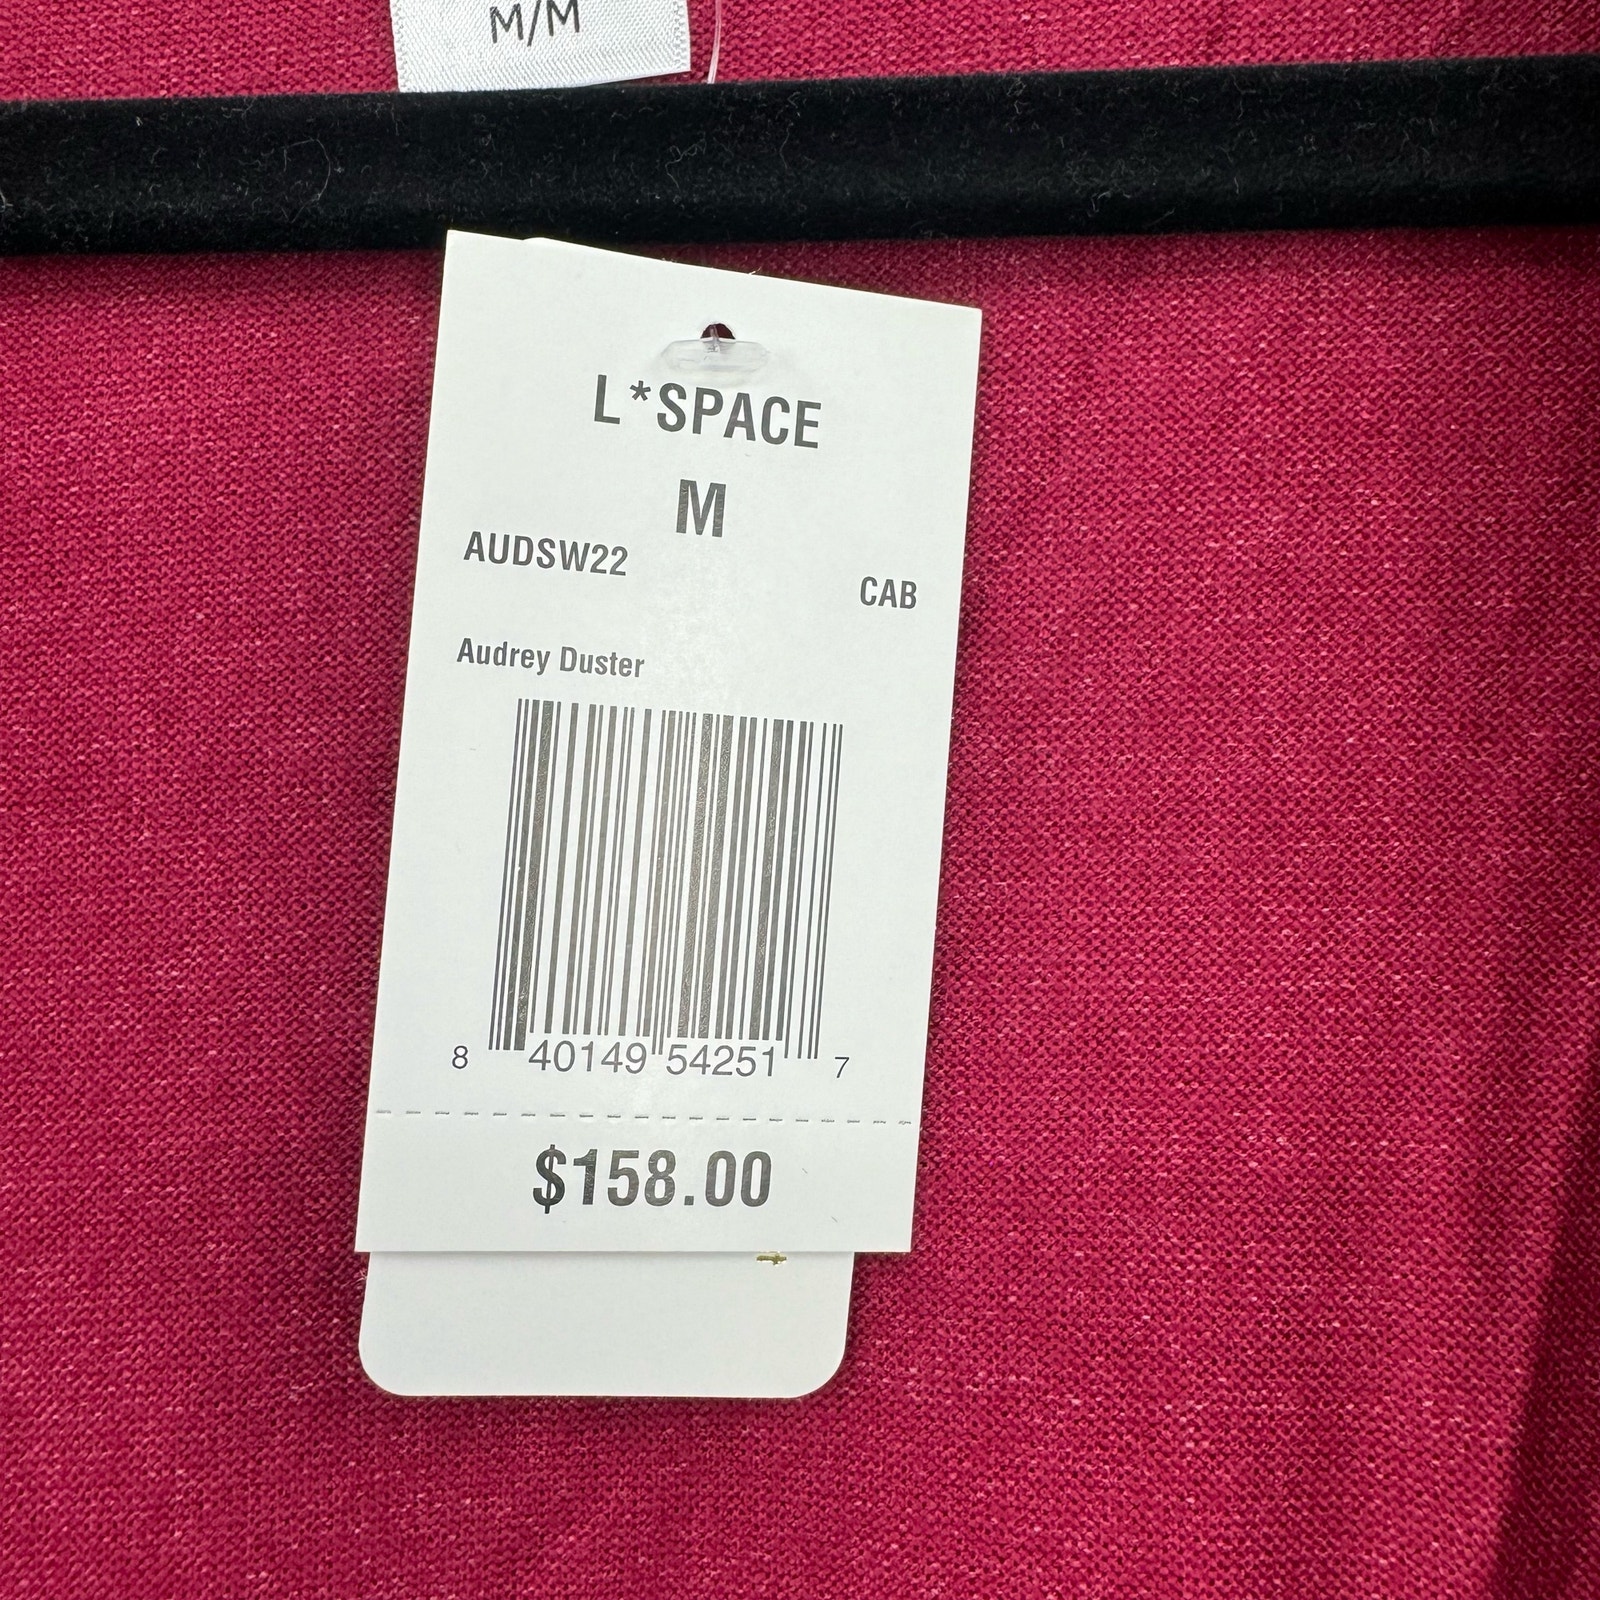 M/M
L*SPACE
M
AUDSW22
CAB
Audrey Duster
8 40149 54251 7
$158.00